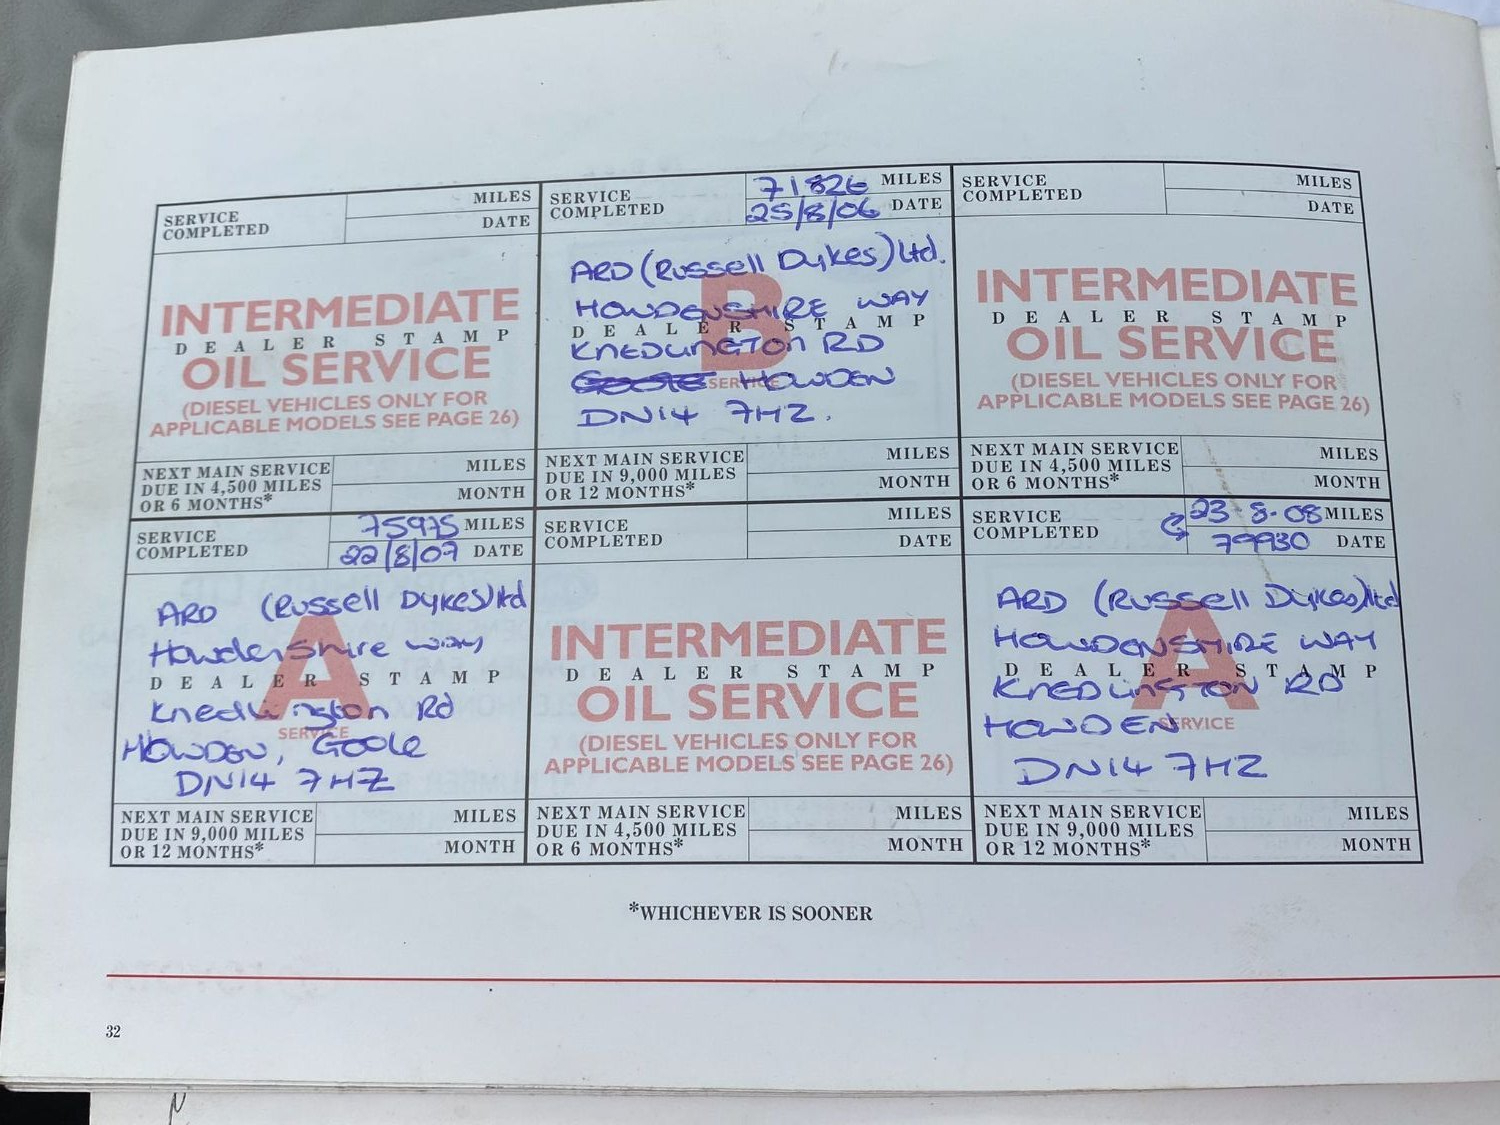 SERVICE COMPLETED MILES
DATE
INTERMEDIATE
DEALER STAMP
OIL SERVICE
(DIESEL VEHICLES ONLY FOR
APPLICABLE MODELS SEE PAGE 26)
NEXT MAIN SERVICE
DUE IN 4,500 MILES
OR 6 MONTHS*
MILES
MONTH
SERVICE COMPLETED 71826 MILES
25/8/06 DATE
ARD (Russell Dykes) Ltd.
HOWDENSHIRE WAY
DEALER STAMP
KNEDLINGTON RD
B SERVICE HOWDEN
DN14 7HZ.
NEXT MAIN SERVICE
DUE IN 9,000 MILES
OR 12 MONTHS*
MILES
MONTH
SERVICE COMPLETED MILES
DATE
INTERMEDIATE
DEALER STAMP
OIL SERVICE
(DIESEL VEHICLES ONLY FOR
APPLICABLE MODELS SEE PAGE 26)
NEXT MAIN SERVICE
DUE IN 4,500 MILES
OR 6 MONTHS*
MILES
MONTH
SERVICE COMPLETED 75975 MILES
22/8/07 DATE
ARD (Russell Dykes) Ltd
Howdenshire way
DEALER STAMP
Knedlington Rd
A SERVICE
HOWDEN, Goole
DN14 7HZ
NEXT MAIN SERVICE
DUE IN 9,000 MILES
OR 12 MONTHS*
MILES
MONTH
SERVICE COMPLETED MILES
DATE
INTERMEDIATE
DEALER STAMP
OIL SERVICE
(DIESEL VEHICLES ONLY FOR
APPLICABLE MODELS SEE PAGE 26)
NEXT MAIN SERVICE
DUE IN 4,500 MILES
OR 6 MONTHS*
MILES
MONTH
SERVICE COMPLETED 23-8-08 MILES
79930 DATE
ARD (Russell Dykes) Ltd
HOWDENSHIRE WAY
DEALER STAMP
KNEDLINGTON RD
HOWDEN
A SERVICE
DN14 7HZ
NEXT MAIN SERVICE
DUE IN 9,000 MILES
OR 12 MONTHS*
MILES
MONTH
*WHICHEVER IS SOONER
32